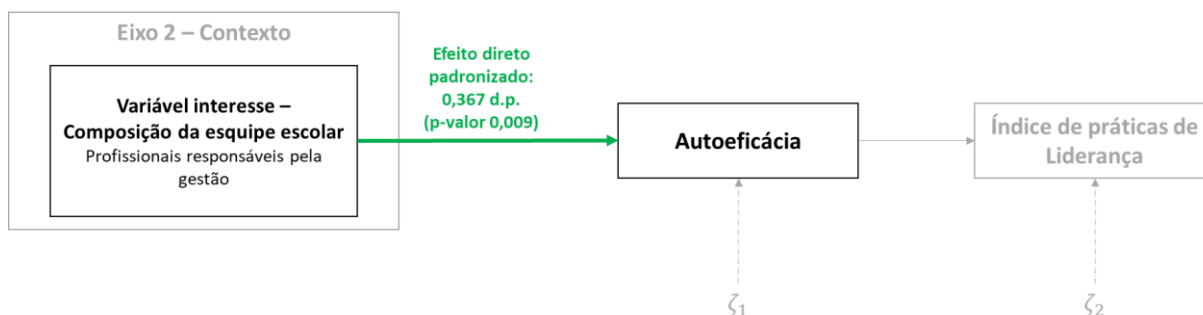 Eixo 2 – Contexto
Variável interesse –
Composição da esquipe escolar
Profissionais responsáveis pela
gestão
Efeito direto
padronizado:
0,367 d.p.
(p-valor 0,009)
Autoeficácia
Índice de práticas de
Liderança
ζ1
ζ2